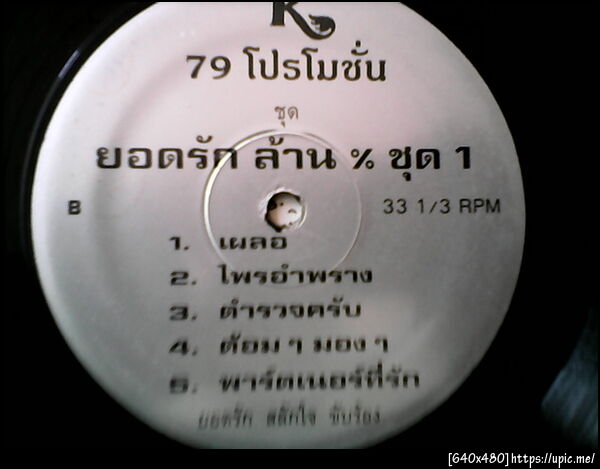 K
79 โปรโมชั่น
ชุด
ยอดรัก ล้าน % ชุด 1
B
33 1/3 RPM
1. เผลอ
2. ไพรอำพราง
3. ตำรวจครับ
4. ด้อม ๆ มอง ๆ
5. พาร์ตเนอร์ที่รัก
ยอดรัก สลักใจ ขับร้อง
[640x480] https://upic.me/